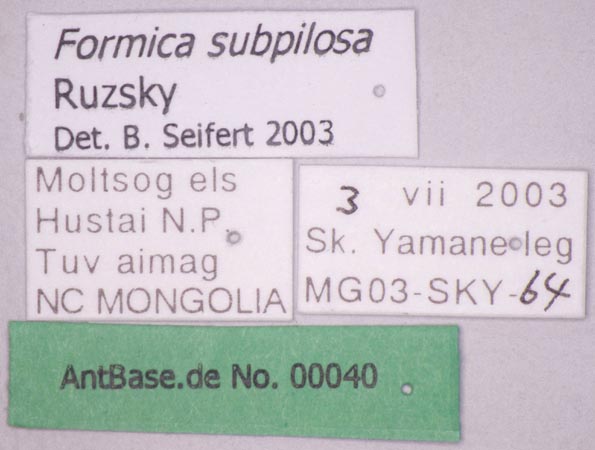 Formica subpilosa
Ruzsky
Det. B. Seifert 2003
Moltsog els
Hustai N.P.
Tuv aimag
NC MONGOLIA
3 vii 2003
Sk. Yamane leg
MG03-SKY-64
AntBase.de No. 00040